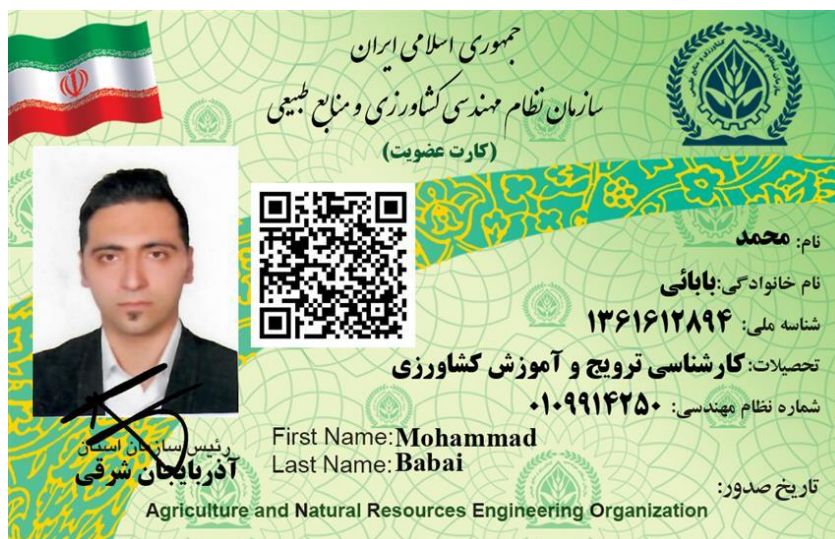 جمهوری اسلامی ایران
سازمان نظام مهندسی کشاورزی و منابع طبیعی
(کارت عضویت)
نام: محمد
نام خانوادگی: بابائی
شناسه ملی: ۱۳۶۱۶۱۲۸۹۴
تحصیلات: کارشناسی ترویج و آموزش کشاورزی
شماره نظام مهندسی: ۰۱۰۹۹۱۴۲۵۰
First Name: Mohammad
Last Name: Babai
رئیس سازمان استان
آذربایجان شرقی
تاریخ صدور:
Agriculture and Natural Resources Engineering Organization